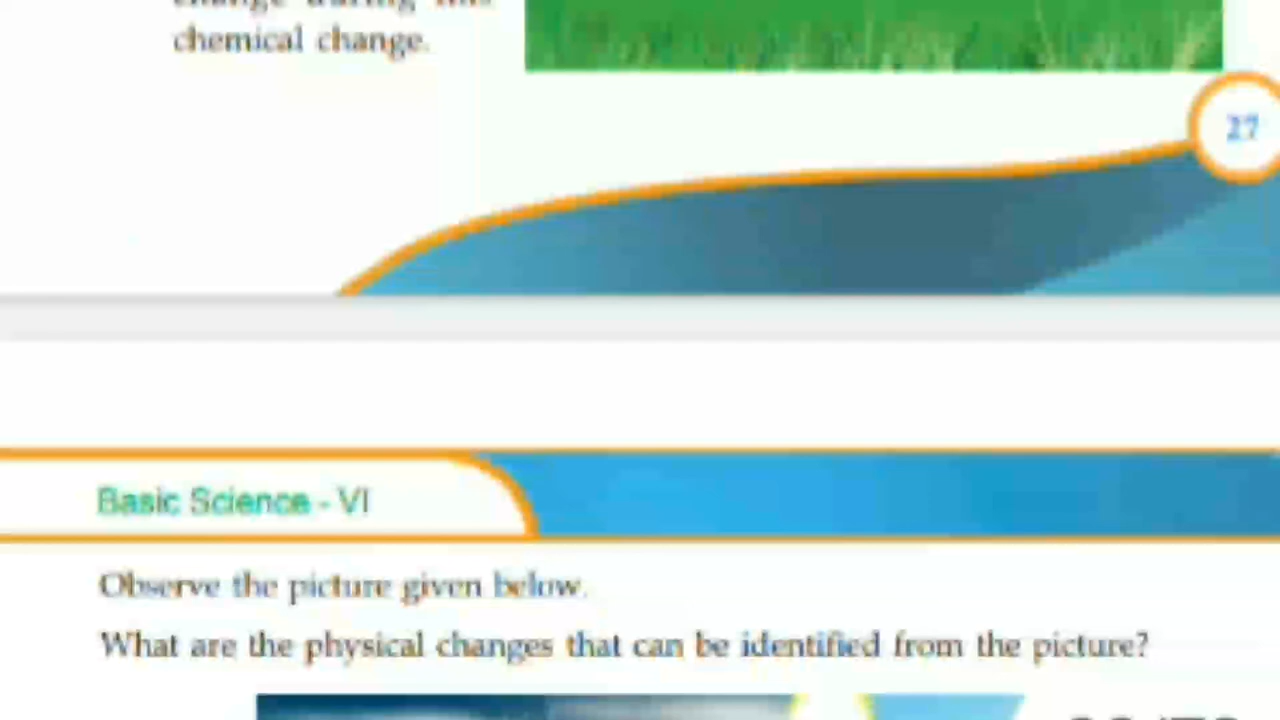 chemical change.
27
Basic Science - VI
Observe the picture given below.
What are the physical changes that can be identified from the picture?